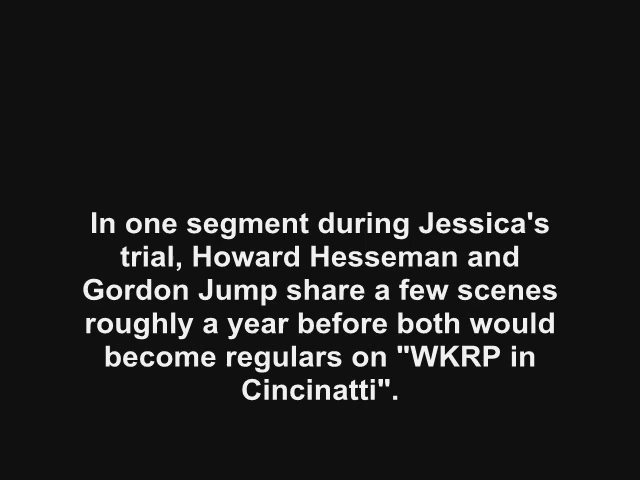 In one segment during Jessica's
trial, Howard Hesseman and
Gordon Jump share a few scenes
roughly a year before both would
become regulars on "WKRP in
Cincinatti".